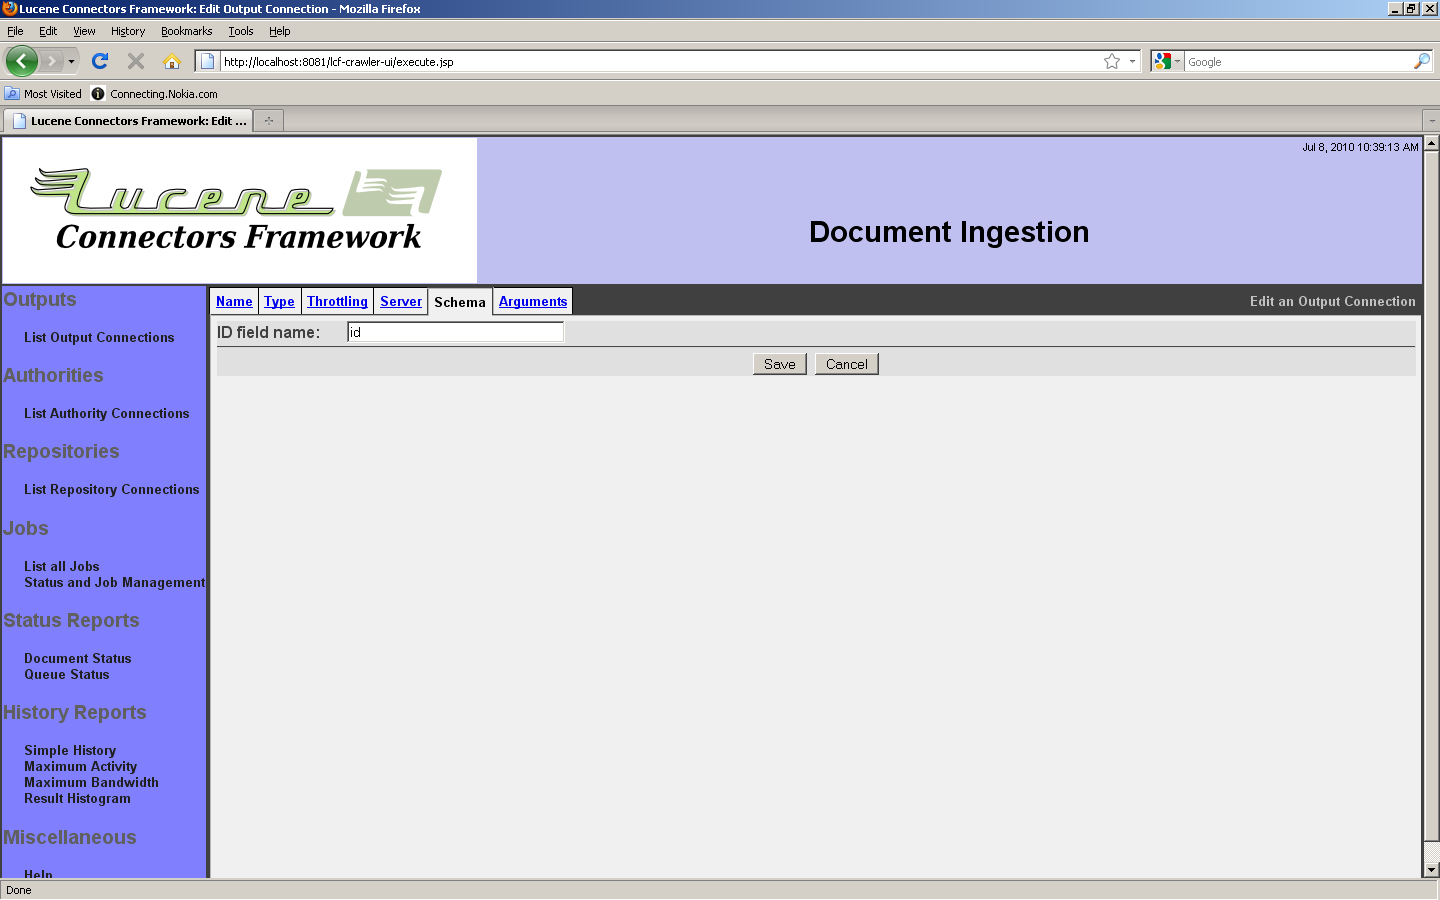 Lucene Connectors Framework: Edit Output Connection - Mozilla Firefox
File Edit View History Bookmarks Tools Help
http://localhost:8081/lcf-crawler-ui/execute.jsp
Google
Most Visited Connecting.Nokia.com
Lucene Connectors Framework: Edit ...
Jul 8, 2010 10:39:13 AM
Lucene
Connectors Framework
Document Ingestion
Name Type Throttling Server Schema Arguments
Edit an Output Connection
ID field name: id
Save Cancel
Outputs
List Output Connections
Authorities
List Authority Connections
Repositories
List Repository Connections
Jobs
List all Jobs
Status and Job Management
Status Reports
Document Status
Queue Status
History Reports
Simple History
Maximum Activity
Maximum Bandwidth
Result Histogram
Miscellaneous
Help
Done